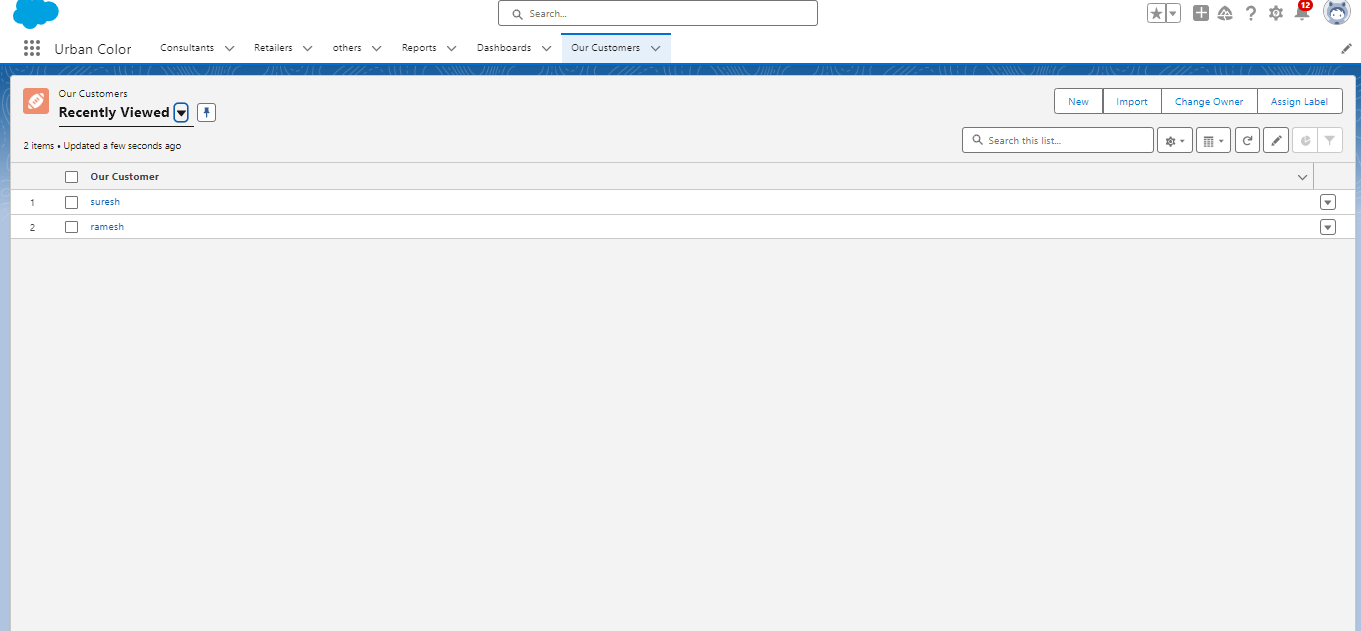 Search...
12
Urban Color Consultants Retailers others Reports Dashboards Our Customers
Our Customers
Recently Viewed
New Import Change Owner Assign Label
2 items • Updated a few seconds ago
Search this list...
Our Customer
1 suresh
2 ramesh